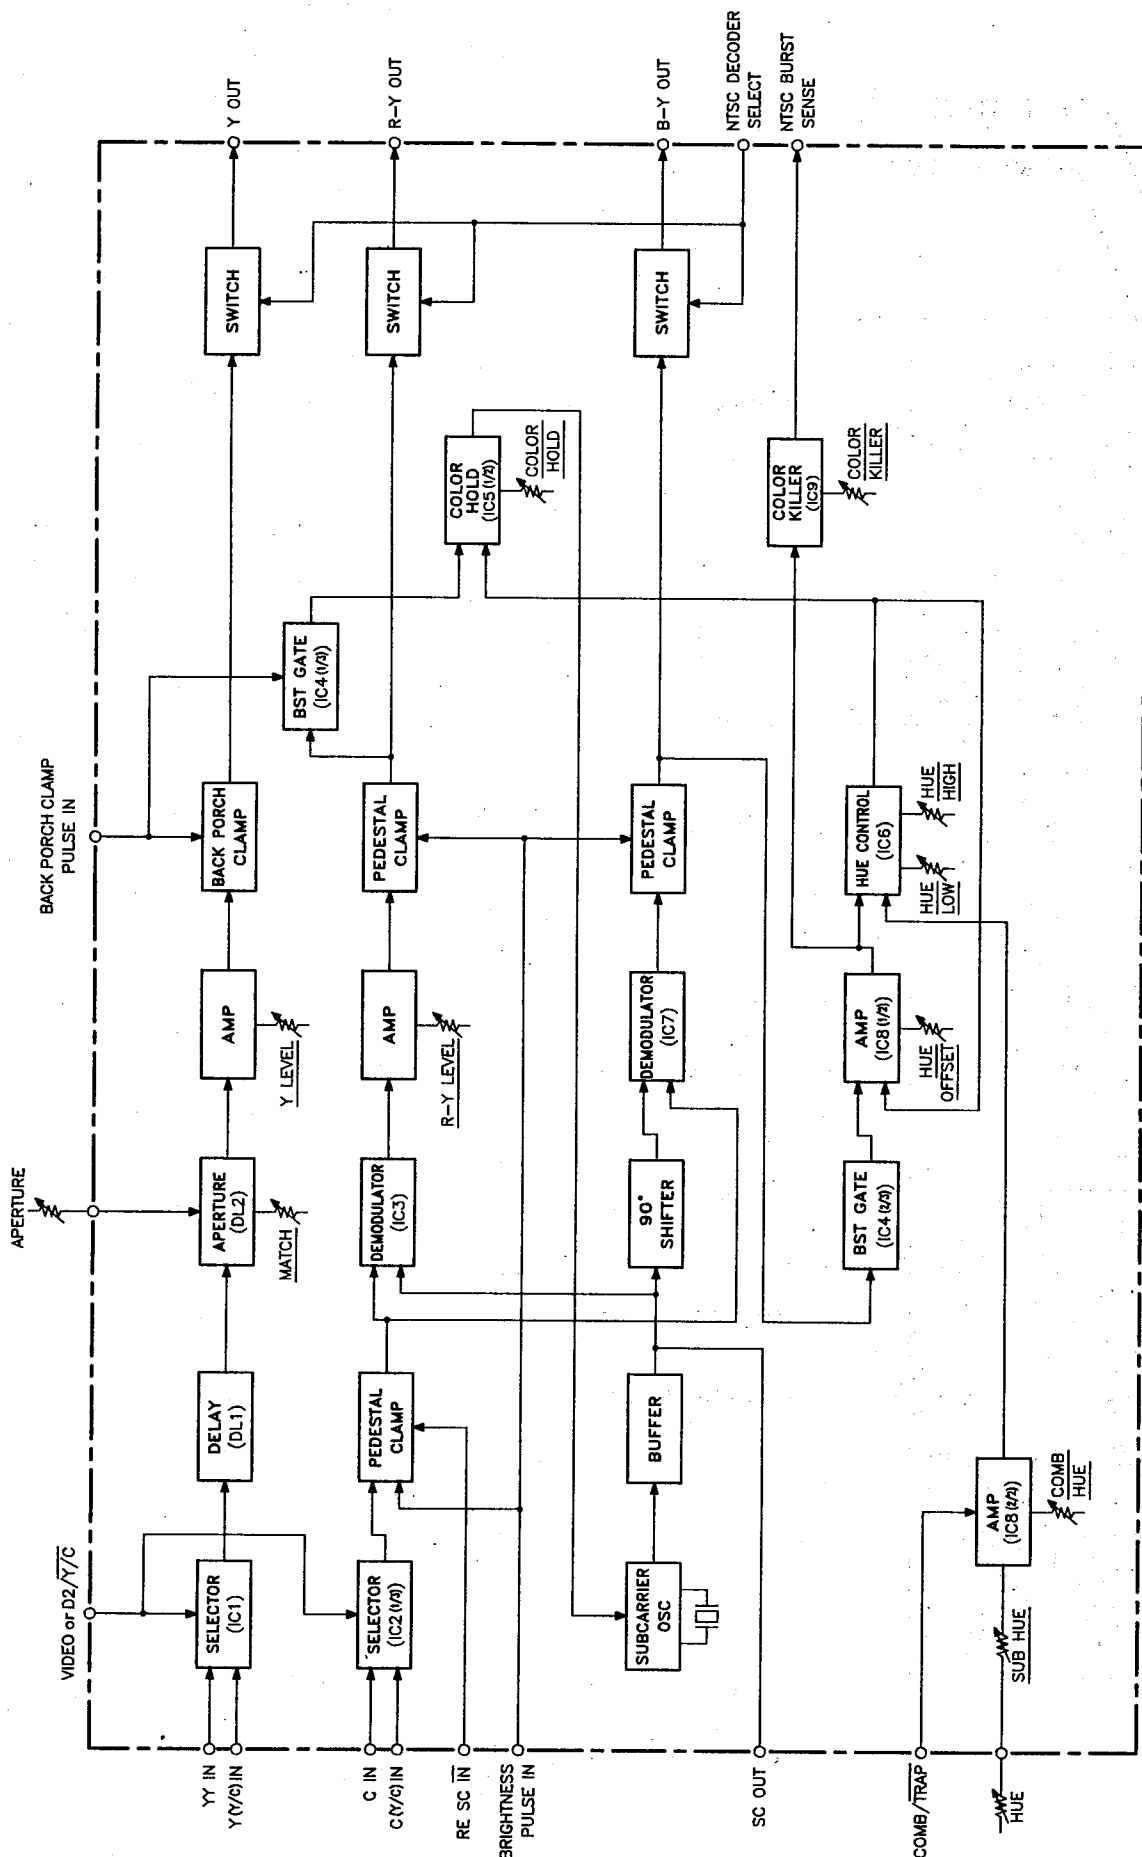 YY IN
Y(Y/C)IN
VIDEO or D2/Y/C
SELECTOR
(IC1)
DELAY
(DL1)
APERTURE
APERTURE
(DL2)
MATCH
AMP
Y LEVEL
BACK PORCH CLAMP
PULSE IN
BACK PORCH
CLAMP
SWITCH
Y OUT
C IN
C(Y/C)IN
SELECTOR
(IC2(1/3))
RE SC IN
BRIGHTNESS
PULSE IN
PEDESTAL
CLAMP
DEMODULATOR
(IC3)
AMP
R-Y LEVEL
PEDESTAL
CLAMP
BST GATE
(IC4(1/3))
COLOR
HOLD
(IC5(1/2))
COLOR
HOLD
SWITCH
R-Y OUT
SUBCARRIER
OSC
BUFFER
90°
SHIFTER
DEMODULATOR
(IC7)
PEDESTAL
CLAMP
SWITCH
B-Y OUT
NTSC DECODER
SELECT
SC OUT
BST GATE
(IC4(2/3))
AMP
(IC8(1/2))
HUE
OFFSET
HUE CONTROL
(IC6)
HUE
LOW
HUE
HIGH
COLOR
KILLER
(IC9)
COLOR
KILLER
NTSC BURST
SENSE
COMB/TRAP
HUE
SUB HUE
AMP
(IC8(2/2))
COMB
HUE